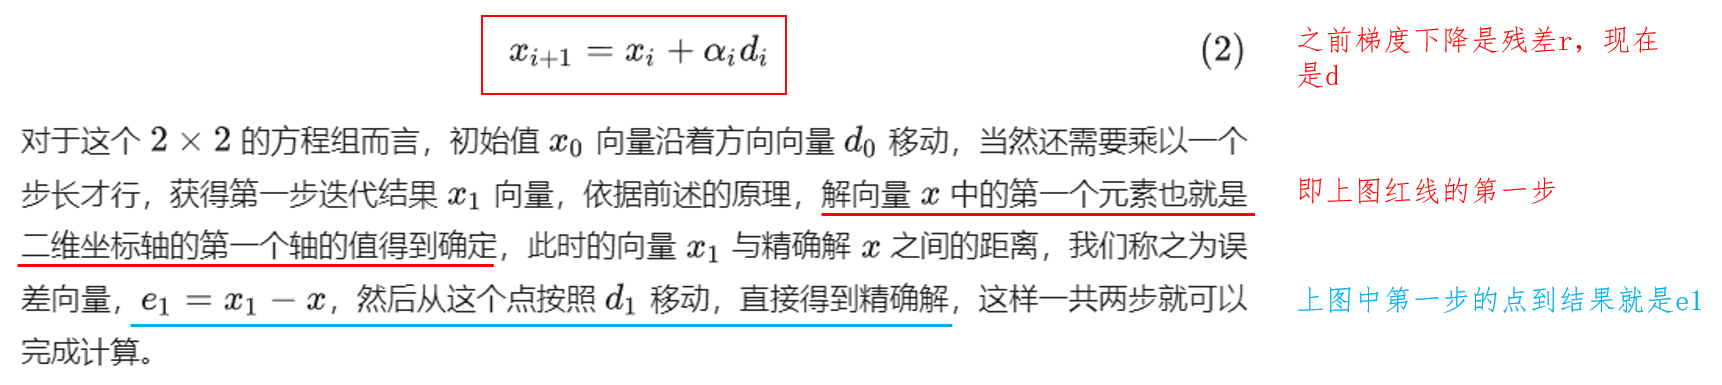 x_{i+1} = x_i + α_i d_i (2)
之前梯度下降是残差r，现在
是d
对于这个 2 × 2 的方程组而言，初始值 x_0 向量沿着方向向量 d_0 移动，当然还需要乘以一个
步长才行，获得第一步迭代结果 x_1 向量，依据前述的原理，解向量 x 中的第一个元素也就是
即上图红线的第一步
二维坐标轴的第一个轴的值得到确定，此时的向量 x_1 与精确解 x 之间的距离，我们称之为误
差向量，e_1 = x_1 − x，然后从这个点按照 d_1 移动，直接得到精确解，这样一共两步就可以
上图中第一步的点到结果就是e1
完成计算。